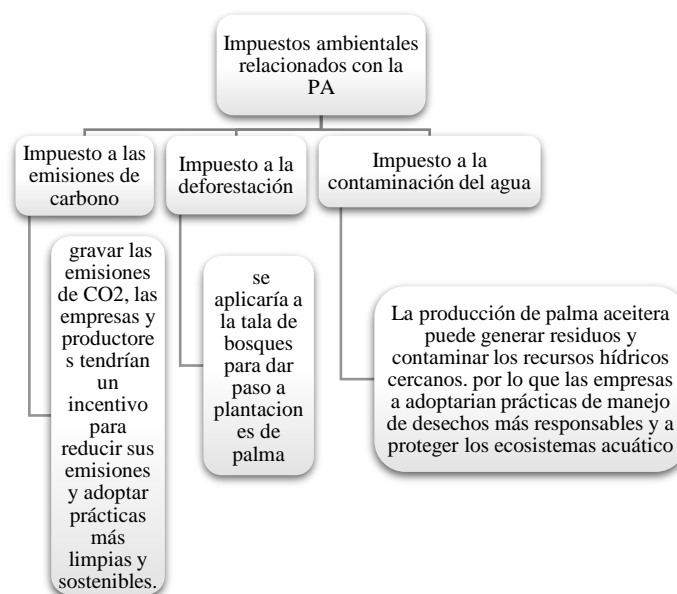 Impuestos ambientales
relacionados con la
PA
Impuesto a las
emisiones de
carbono
gravar las
emisiones
de CO2, las
empresas y
productore
s tendrían
un
incentivo
para
reducir sus
emisiones
y adoptar
prácticas
más
limpias y
sostenibles.
Impuesto a la
deforestación
se
aplicaría a
la tala de
bosques
para dar
paso a
plantacion
es de
palma
Impuesto a la
contaminación del agua
La producción de palma aceitera
puede generar residuos y
contaminar los recursos hídricos
cercanos. por lo que las empresas
a adoptarian prácticas de manejo
de desechos más responsables y a
proteger los ecosistemas acuático